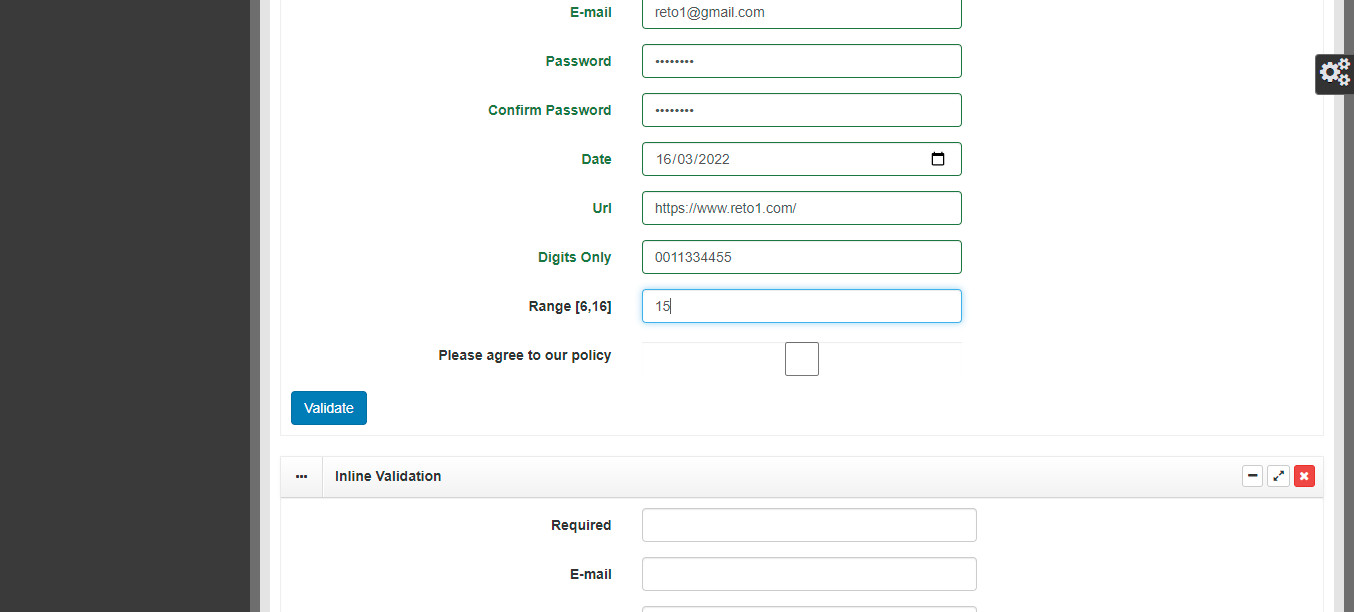 E-mail reto1@gmail.com
Password ••••••••
Confirm Password ••••••••
Date 16/03/2022
Url https://www.reto1.com/
Digits Only 0011334455
Range [6,16] 15
Please agree to our policy
Validate
Inline Validation
Required
E-mail